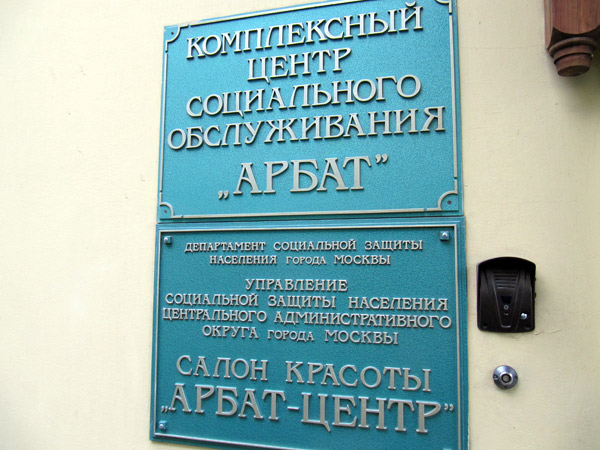 КОМПЛЕКСНЫЙ
ЦЕНТР
СОЦИАЛЬНОГО
ОБСЛУЖИВАНИЯ
„АРБАТ”
ДЕПАРТАМЕНТ СОЦИАЛЬНОЙ ЗАЩИТЫ
НАСЕЛЕНИЯ ГОРОДА МОСКВЫ
УПРАВЛЕНИЕ
СОЦИАЛЬНОЙ ЗАЩИТЫ НАСЕЛЕНИЯ
ЦЕНТРАЛЬНОГО АДМИНИСТРАТИВНОГО
ОКРУГА ГОРОДА МОСКВЫ
САЛОН КРАСОТЫ
„АРБАТ-ЦЕНТР”